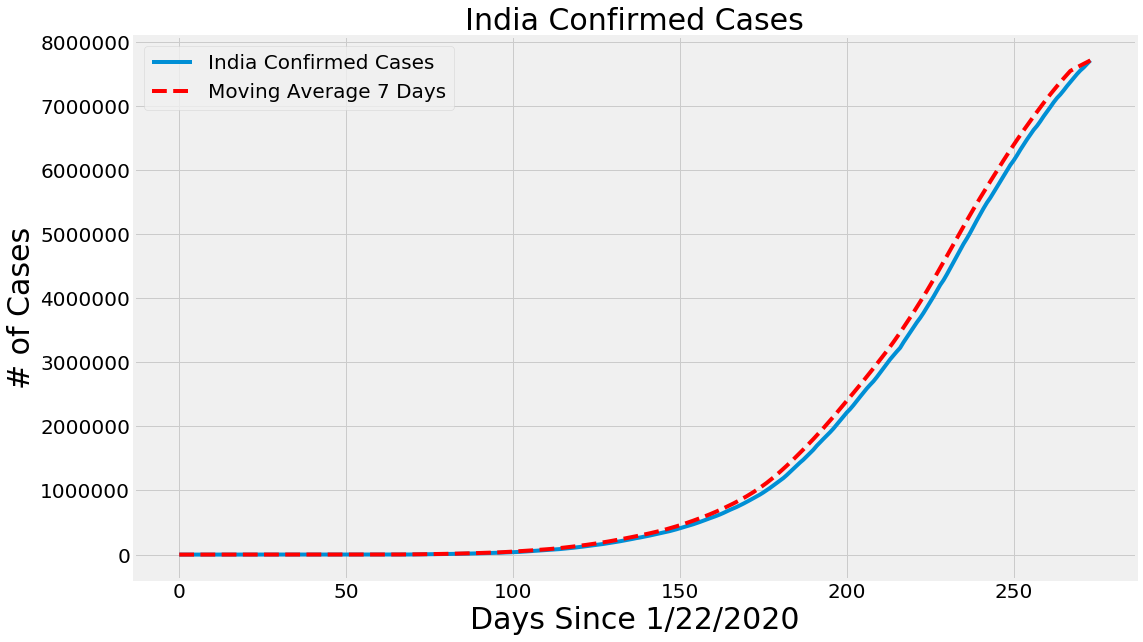 India Confirmed Cases
8000000
7000000
6000000
5000000
4000000
3000000
2000000
1000000
0
# of Cases
India Confirmed Cases
Moving Average 7 Days
0 50 100 150 200 250
Days Since 1/22/2020